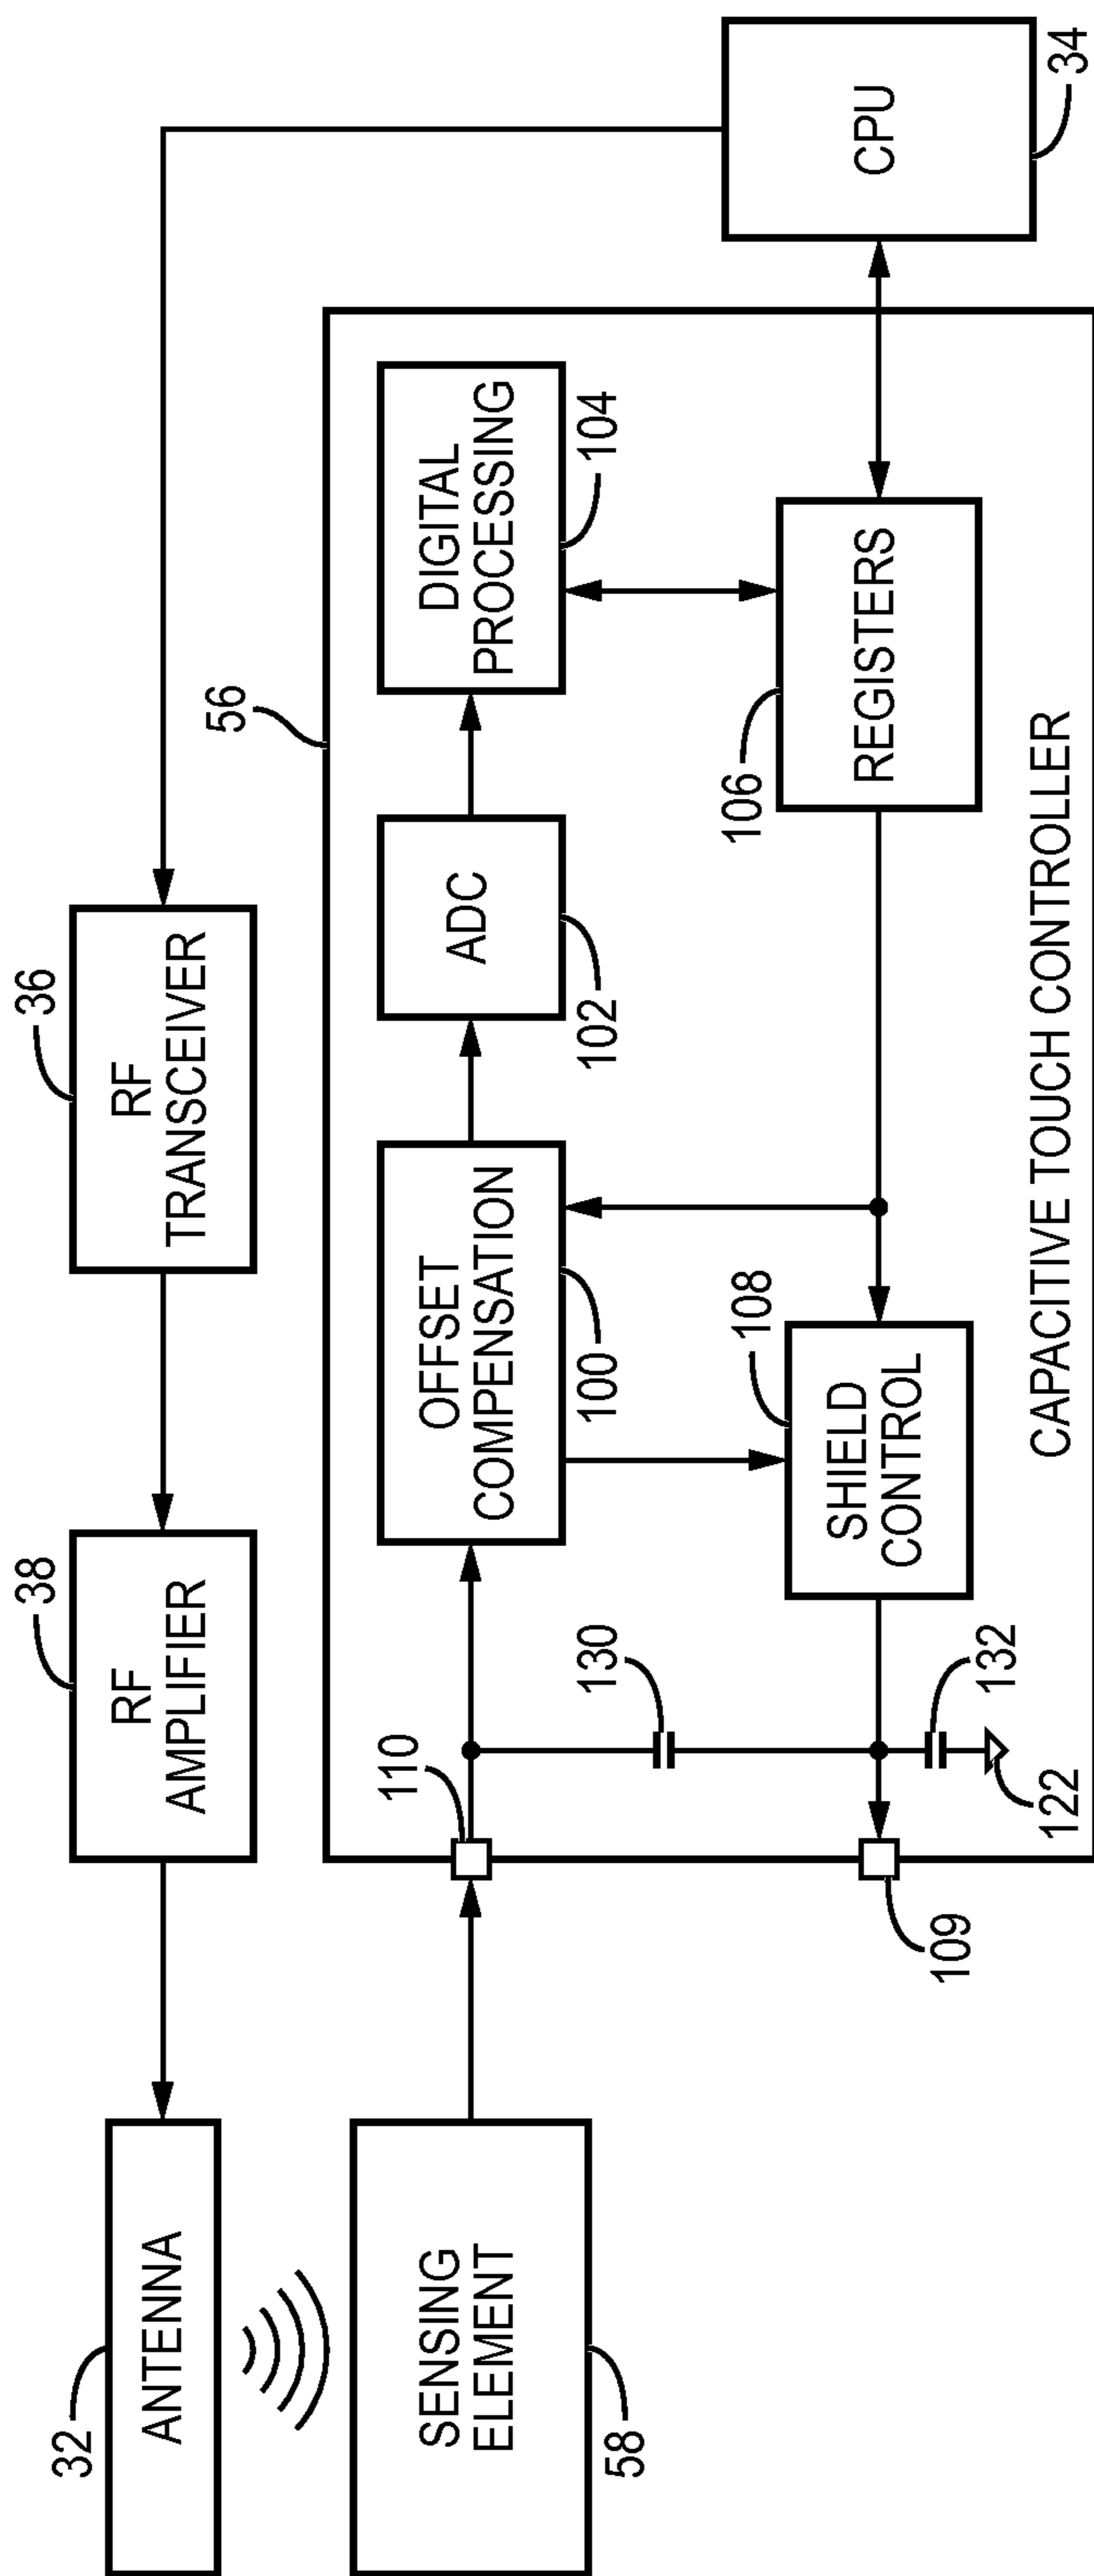 32
ANTENNA
38
RF
AMPLIFIER
36
RF
TRANSCEIVER
56
SENSING
ELEMENT
58
110
OFFSET
COMPENSATION
100
ADC
102
DIGITAL
PROCESSING
104
130
108
SHIELD
CONTROL
106
REGISTERS
CPU
34
109
132
122
CAPACITIVE TOUCH CONTROLLER